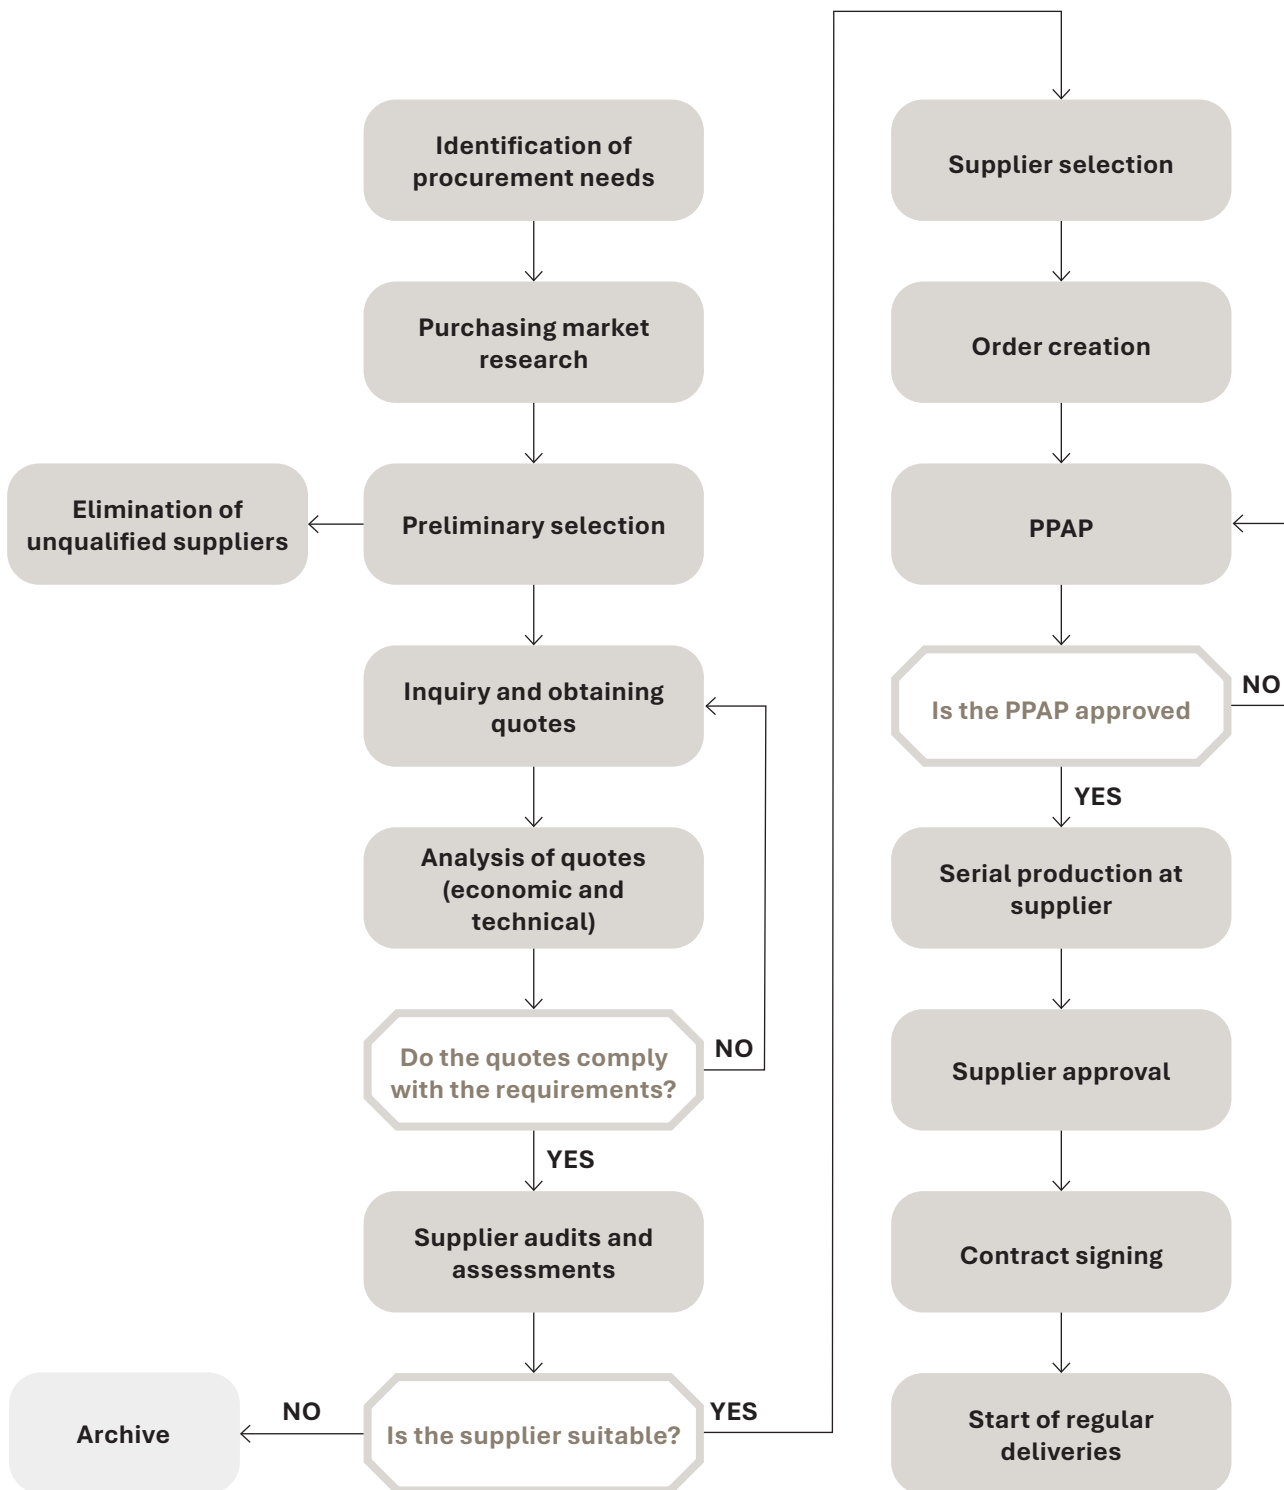 Identification of
procurement needs
Purchasing market
research
Elimination of
unqualified suppliers
Preliminary selection
Inquiry and obtaining
quotes
Analysis of quotes
(economic and
technical)
Do the quotes comply
with the requirements?
NO
YES
Supplier audits and
assessments
Archive
NO
Is the supplier suitable?
YES
Supplier selection
Order creation
PPAP
Is the PPAP approved
NO
YES
Serial production at
supplier
Supplier approval
Contract signing
Start of regular
deliveries